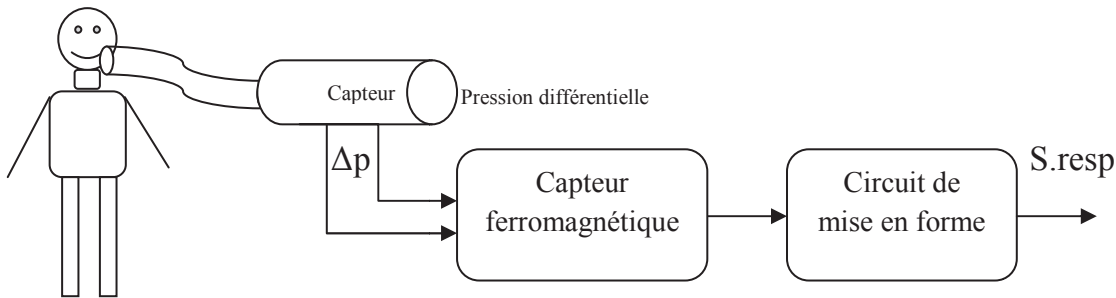 Capteur
Pression différentielle
Δp
Capteur
ferromagnétique
Circuit de
mise en forme
S.resp